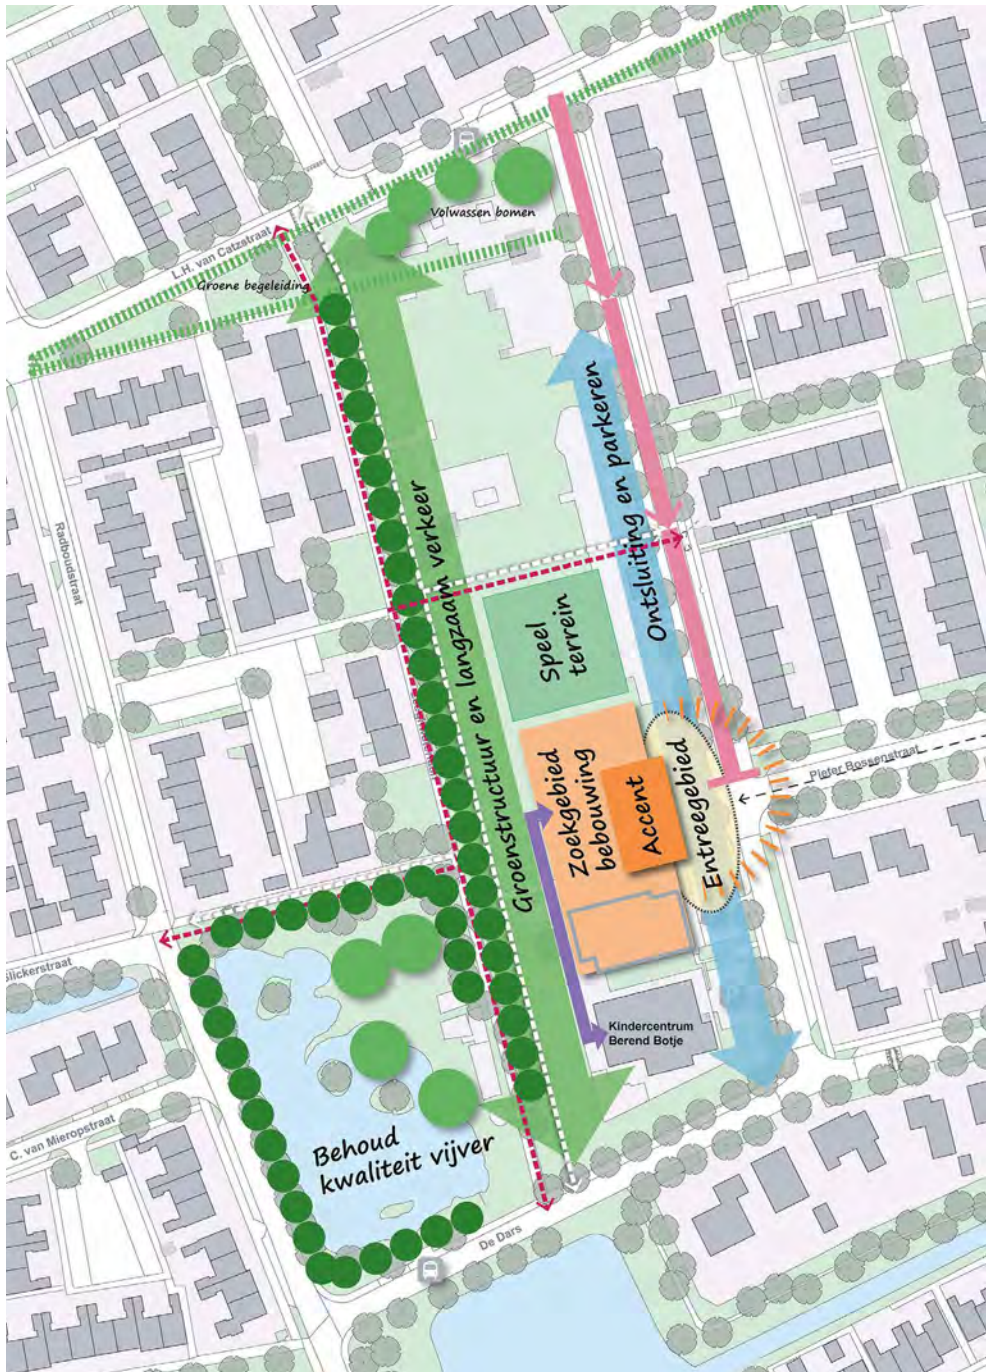 Volwassen bomen
L.H. van Catzstraat
Groene begeleiding
Ontsluiting en parkeren
Groenstructuur en langzaam verkeer
Radboudstraat
Speel
terrein
Zoekgebied
bebouwing
Accent
Entreegebied
Pieter Bossenstraat
Slickerstraat
Kindercentrum
Berend Botje
C. van Mieropstraat
Behoud
kwaliteit vijver
De Dars